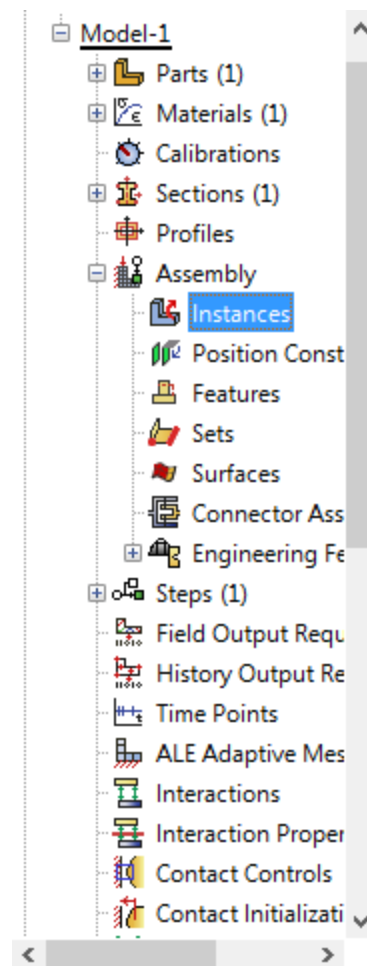 Model-1
Parts (1)
Materials (1)
Calibrations
Sections (1)
Profiles
Assembly
Instances
Position Const
Features
Sets
Surfaces
Connector Ass
Engineering Fe
Steps (1)
Field Output Requ
History Output Re
Time Points
ALE Adaptive Mes
Interactions
Interaction Proper
Contact Controls
Contact Initializati